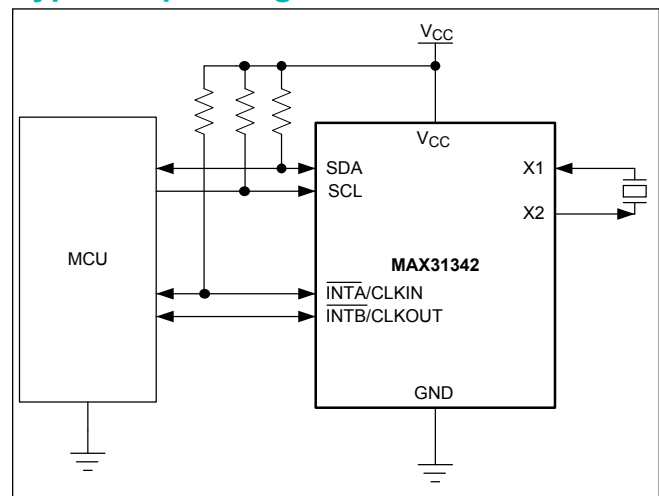 VCC
VCC
SDA
X1
SCL
X2
MCU
MAX31342
INTA/CLKIN
INTB/CLKOUT
GND